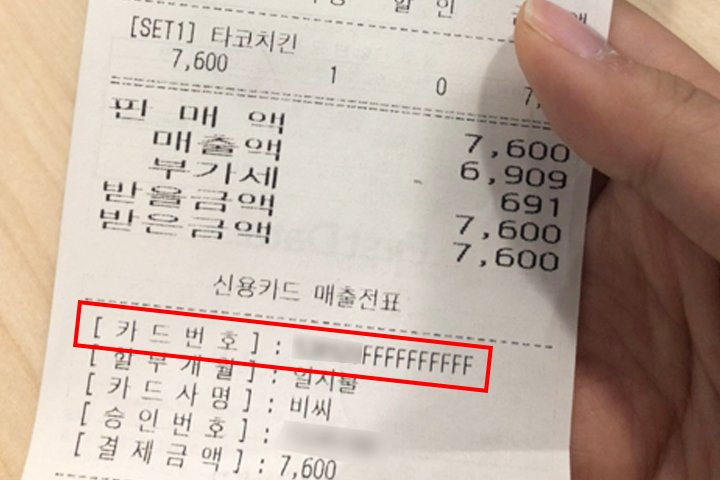 할 인
[SET1] 타코치킨
7,600 1 0 7,
판 매 액 7,600
매출액 6,909
부가세 691
받을금액 7,600
받은금액 7,600
신용카드 매출전표
[ 카 드 번 호 ] : FFFFFFFFFF
[ 할 부 개 월 ] : 일시불
[ 카 드 사 명 ] : 비씨
[ 승 인 번 호 ] :
[ 결 제 금 액 ] : 7,600